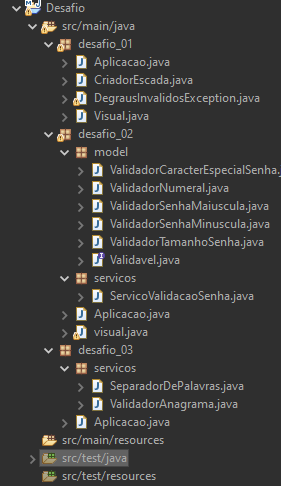 Desafio
src/main/java
desafio_01
Aplicacao.java
CriadorEscada.java
DegrausInvalidosException.java
Visual.java
desafio_02
model
ValidadorCaracterEspecialSenha.
ValidadorNumeral.java
ValidadorSenhaMaiuscula.java
ValidadorSenhaMinuscula.java
ValidadorTamanhoSenha.java
Validavel.java
servicos
ServicoValidacaoSenha.java
Aplicacao.java
visual.java
desafio_03
servicos
SeparadorDePalavras.java
ValidadorAnagrama.java
Aplicacao.java
src/main/resources
src/test/java
src/test/resources